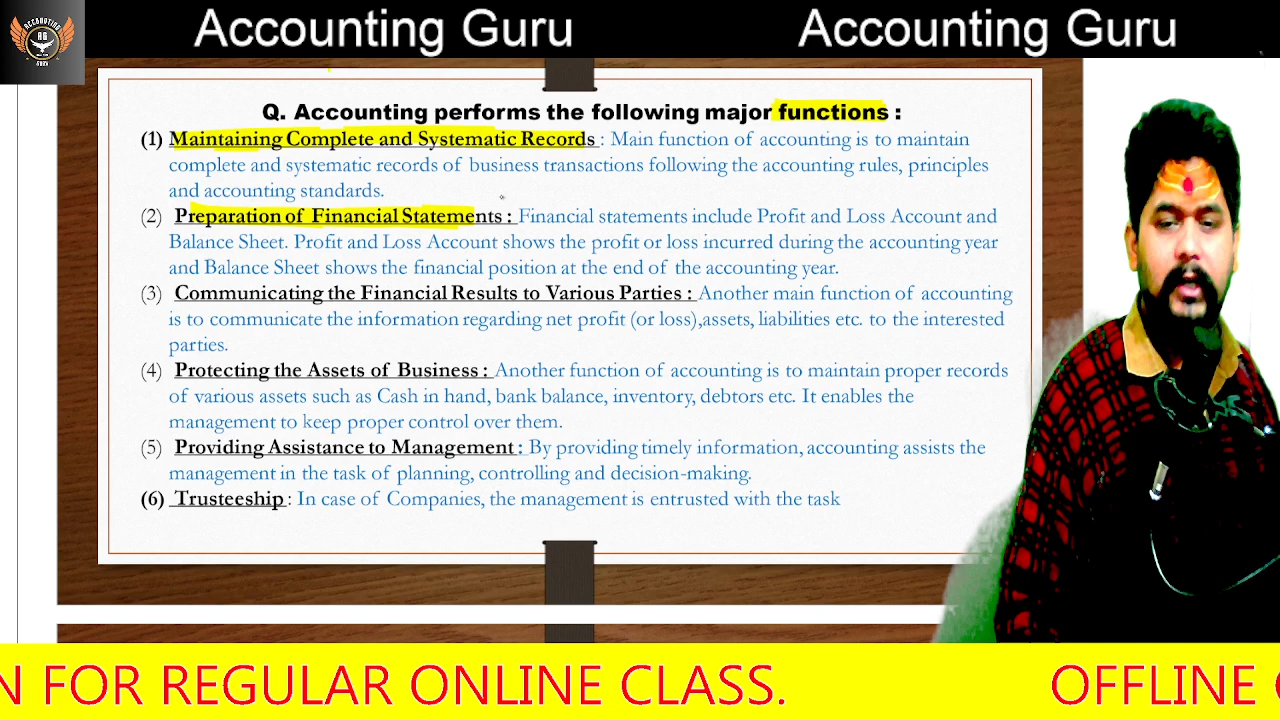 Accounting Guru Accounting Guru
ACCOUNTING
AG
GURU
Q. Accounting performs the following major functions :
(1) Maintaining Complete and Systematic Records : Main function of accounting is to maintain
complete and systematic records of business transactions following the accounting rules, principles
and accounting standards.
(2) Preparation of Financial Statements : Financial statements include Profit and Loss Account and
Balance Sheet. Profit and Loss Account shows the profit or loss incurred during the accounting year
and Balance Sheet shows the financial position at the end of the accounting year.
(3) Communicating the Financial Results to Various Parties : Another main function of accounting
is to communicate the information regarding net profit (or loss),assets, liabilities etc. to the interested
parties.
(4) Protecting the Assets of Business : Another function of accounting is to maintain proper records
of various assets such as Cash in hand, bank balance, inventory, debtors etc. It enables the
management to keep proper control over them.
(5) Providing Assistance to Management : By providing timely information, accounting assists the
management in the task of planning, controlling and decision-making.
(6) Trusteeship : In case of Companies, the management is entrusted with the task
N FOR REGULAR ONLINE CLASS. OFFLINE